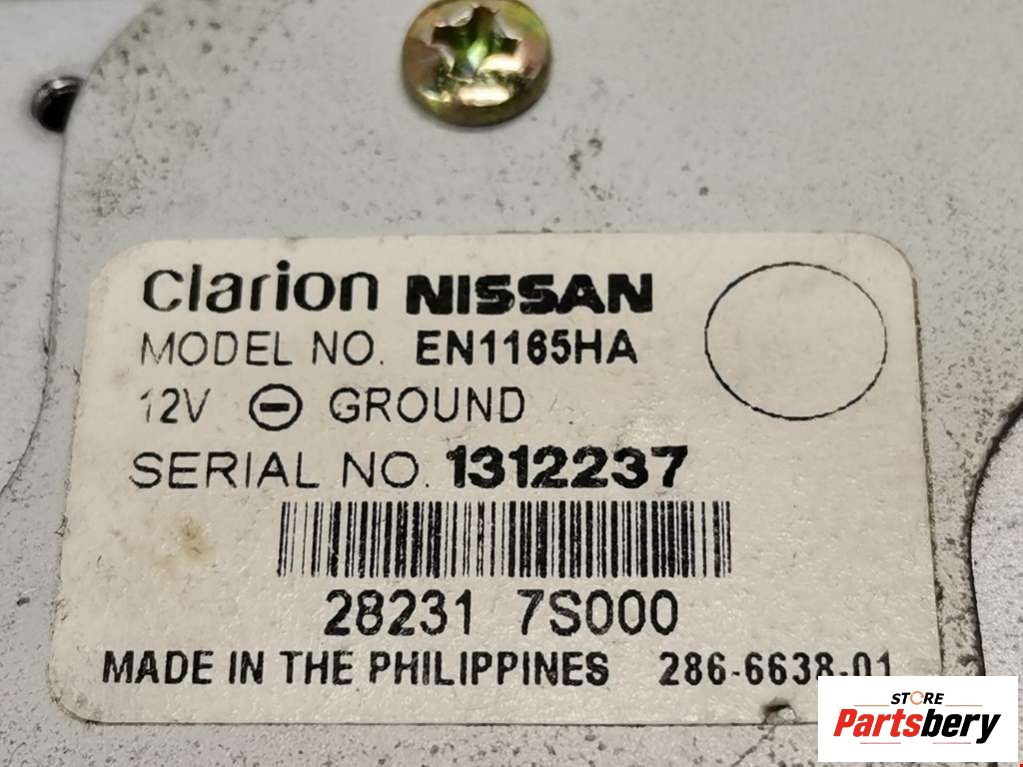 Clarion NISSAN
MODEL NO. EN1165HA
12V ⊖ GROUND
SERIAL NO. 1312237
28231 7S000
MADE IN THE PHILIPPINES 286-6638-01
STORE
Partsbery